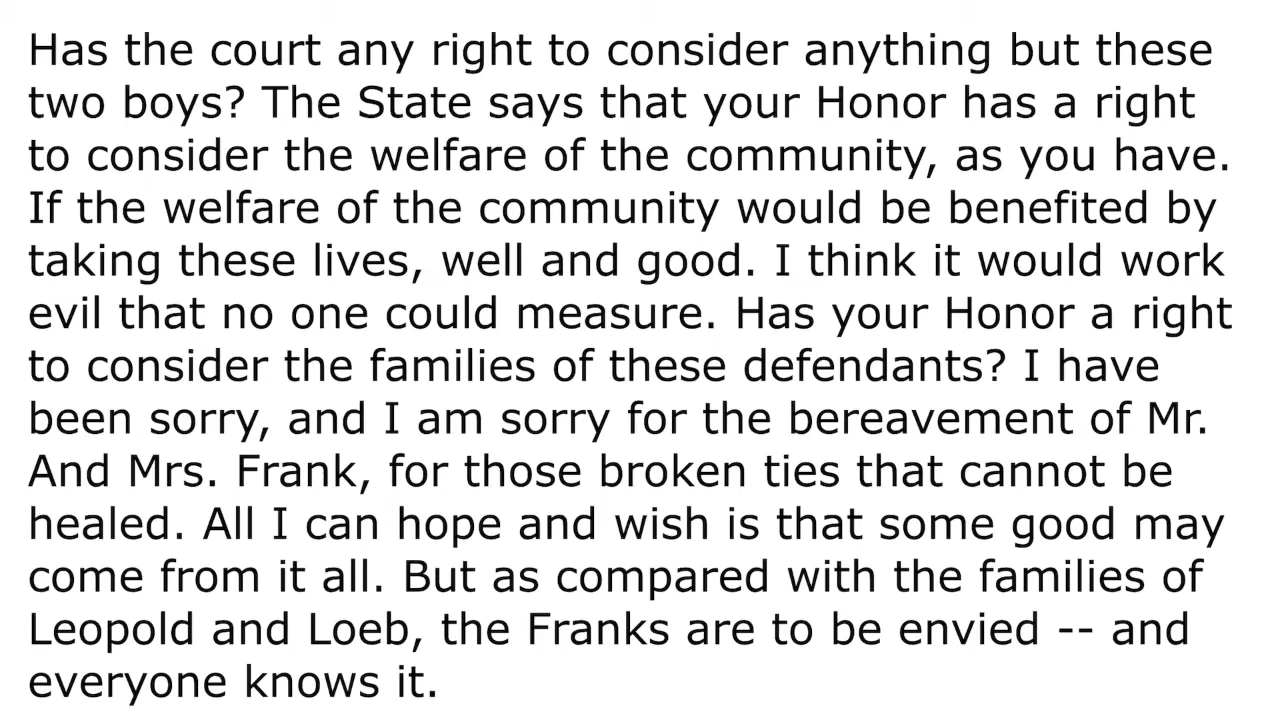 Has the court any right to consider anything but these
two boys? The State says that your Honor has a right
to consider the welfare of the community, as you have.
If the welfare of the community would be benefited by
taking these lives, well and good. I think it would work
evil that no one could measure. Has your Honor a right
to consider the families of these defendants? I have
been sorry, and I am sorry for the bereavement of Mr.
And Mrs. Frank, for those broken ties that cannot be
healed. All I can hope and wish is that some good may
come from it all. But as compared with the families of
Leopold and Loeb, the Franks are to be envied -- and
everyone knows it.